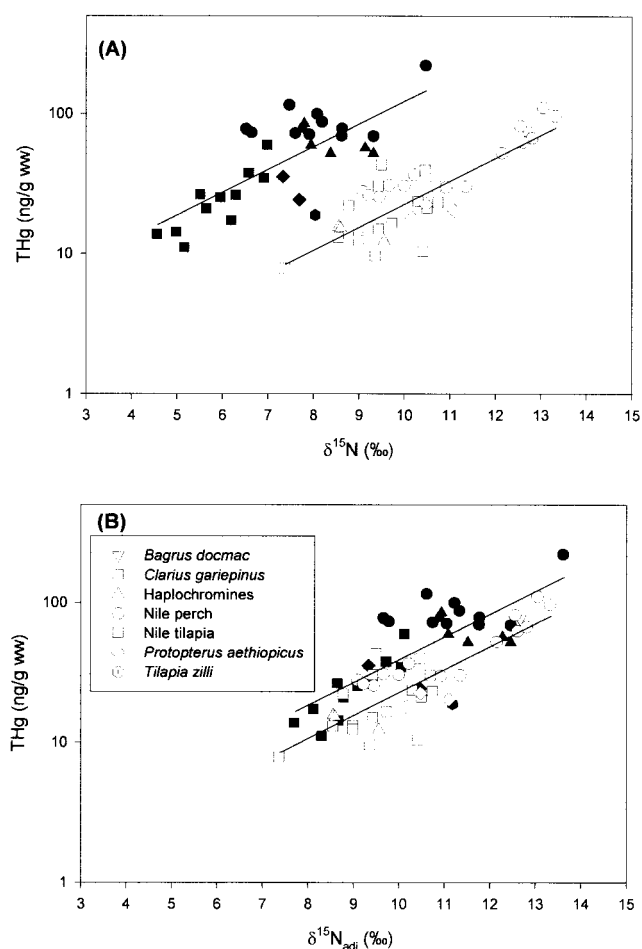 (A)
THg (ng/g ww)
100
10
1
3 4 5 6 7 8 9 10 11 12 13 14 15
δ15N (‰)
(B)
Bagrus docmac
Clarius gariepinus
Haplochromines
Nile perch
Nile tilapia
Protopterus aethiopicus
Tilapia zilli
THg (ng/g ww)
100
10
1
3 4 5 6 7 8 9 10 11 12 13 14 15
δ15Nadj (‰)